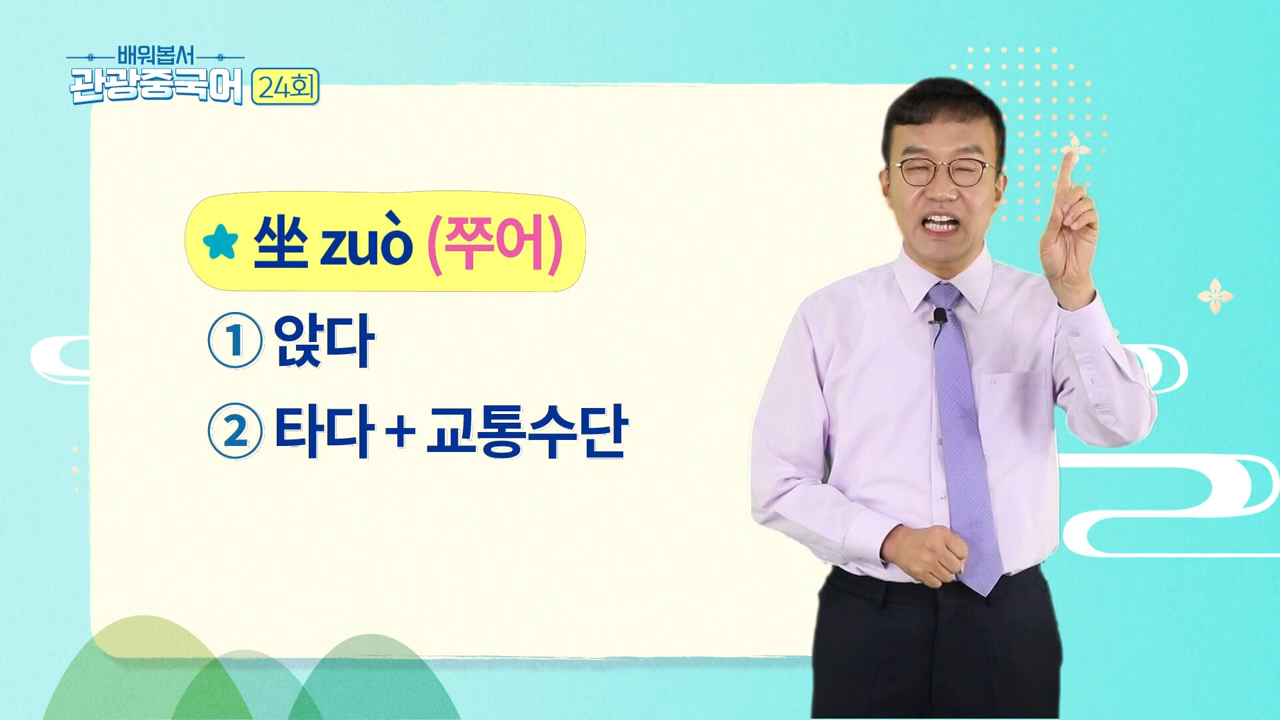 배워봅서
관광중국어 24회
坐 zuò (쭈어)
① 앉다
② 타다 + 교통수단